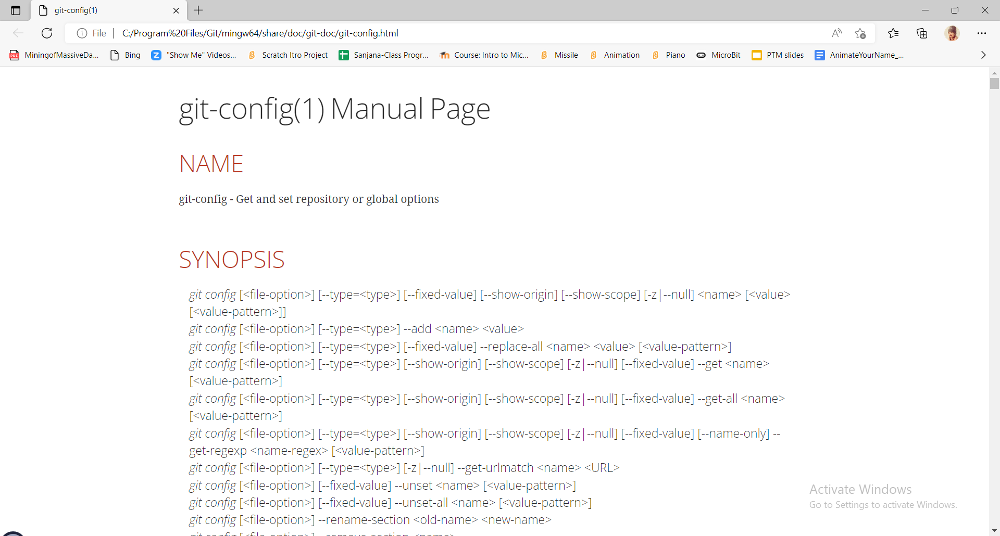 git-config(1)
File | C:/Program%20Files/Git/mingw64/share/doc/git-doc/git-config.html
MiningofMassiveDa... Bing "Show Me" Videos... Scratch Itro Project Sanjana-Class Progr... Course: Intro to Mic... Missile Animation Piano MicroBit PTM slides AnimateYourName_...
git-config(1) Manual Page
NAME
git-config - Get and set repository or global options
SYNOPSIS
git config [<file-option>] [--type=<type>] [--fixed-value] [--show-origin] [--show-scope] [-z|--null] <name> [<value>
[<value-pattern>]]
git config [<file-option>] [--type=<type>] --add <name> <value>
git config [<file-option>] [--type=<type>] [--fixed-value] --replace-all <name> <value> [<value-pattern>]
git config [<file-option>] [--type=<type>] [--show-origin] [--show-scope] [-z|--null] [--fixed-value] --get <name>
[<value-pattern>]
git config [<file-option>] [--type=<type>] [--show-origin] [--show-scope] [-z|--null] [--fixed-value] --get-all <name>
[<value-pattern>]
git config [<file-option>] [--type=<type>] [--show-origin] [--show-scope] [-z|--null] [--fixed-value] [--name-only] --
get-regexp <name-regex> [<value-pattern>]
git config [<file-option>] [--type=<type>] [-z|--null] --get-urlmatch <name> <URL>
git config [<file-option>] [--fixed-value] --unset <name> [<value-pattern>]
git config [<file-option>] [--fixed-value] --unset-all <name> [<value-pattern>]
git config [<file-option>] --rename-section <old-name> <new-name>
git config [<file-option>] --remove-section <name>
Activate Windows
Go to Settings to activate Windows.